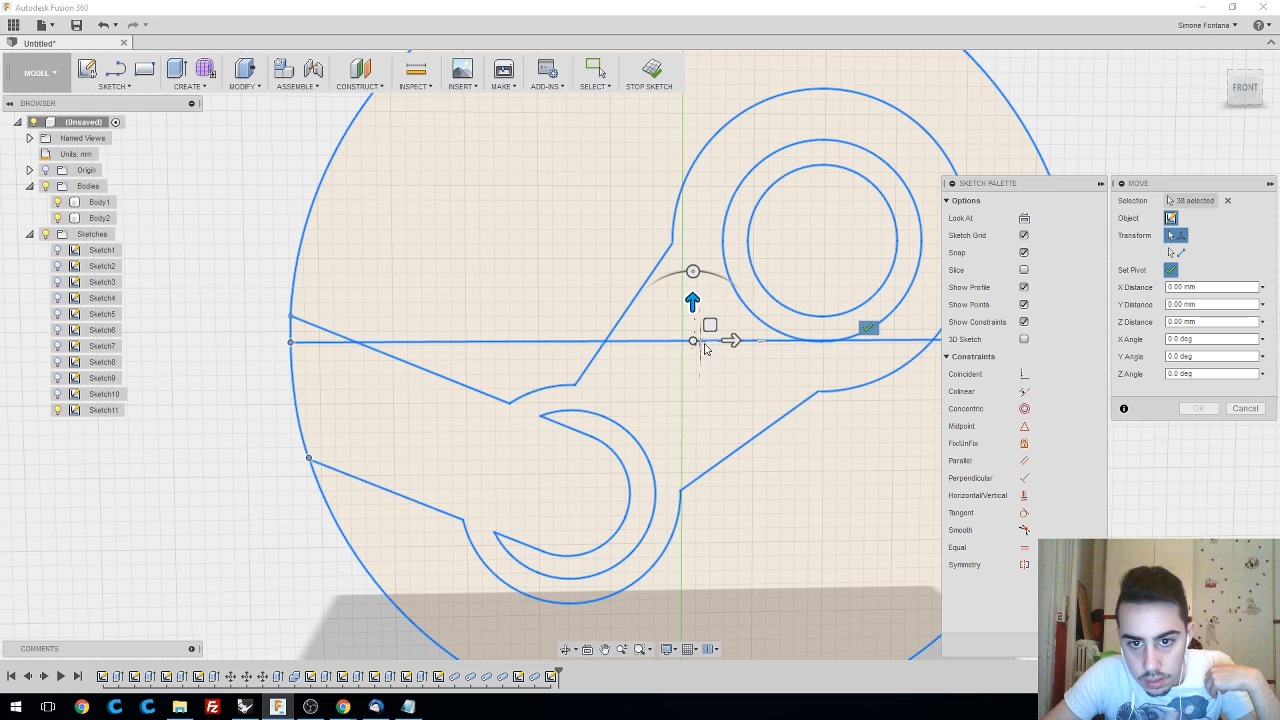 Autodesk Fusion 360
Simone Fontana
Untitled*
MODEL
SKETCH
CREATE
MODIFY
ASSEMBLE
CONSTRUCT
INSPECT
INSERT
MAKE
ADD-INS
SELECT
STOP SKETCH
FRONT
BROWSER
(Unsaved)
Named Views
Units: mm
Origin
Bodies
Body1
Body2
Sketches
Sketch1
Sketch2
Sketch3
Sketch4
Sketch5
Sketch6
Sketch7
Sketch8
Sketch9
Sketch10
Sketch11
SKETCH PALETTE
Options
Look At
Sketch Grid
Snap
Slice
Show Profile
Show Points
Show Constraints
3D Sketch
Constraints
Coincident
Colinear
Concentric
Midpoint
Fix/UnFix
Parallel
Perpendicular
Horizontal/Vertical
Tangent
Smooth
Equal
Symmetry
MOVE
Selection 38 selected
Object
Transform
Set Pivot
X Distance 0.00 mm
Y Distance 0.00 mm
Z Distance 0.00 mm
X Angle 0.0 deg
Y Angle 0.0 deg
Z Angle 0.0 deg
OK Cancel
COMMENTS